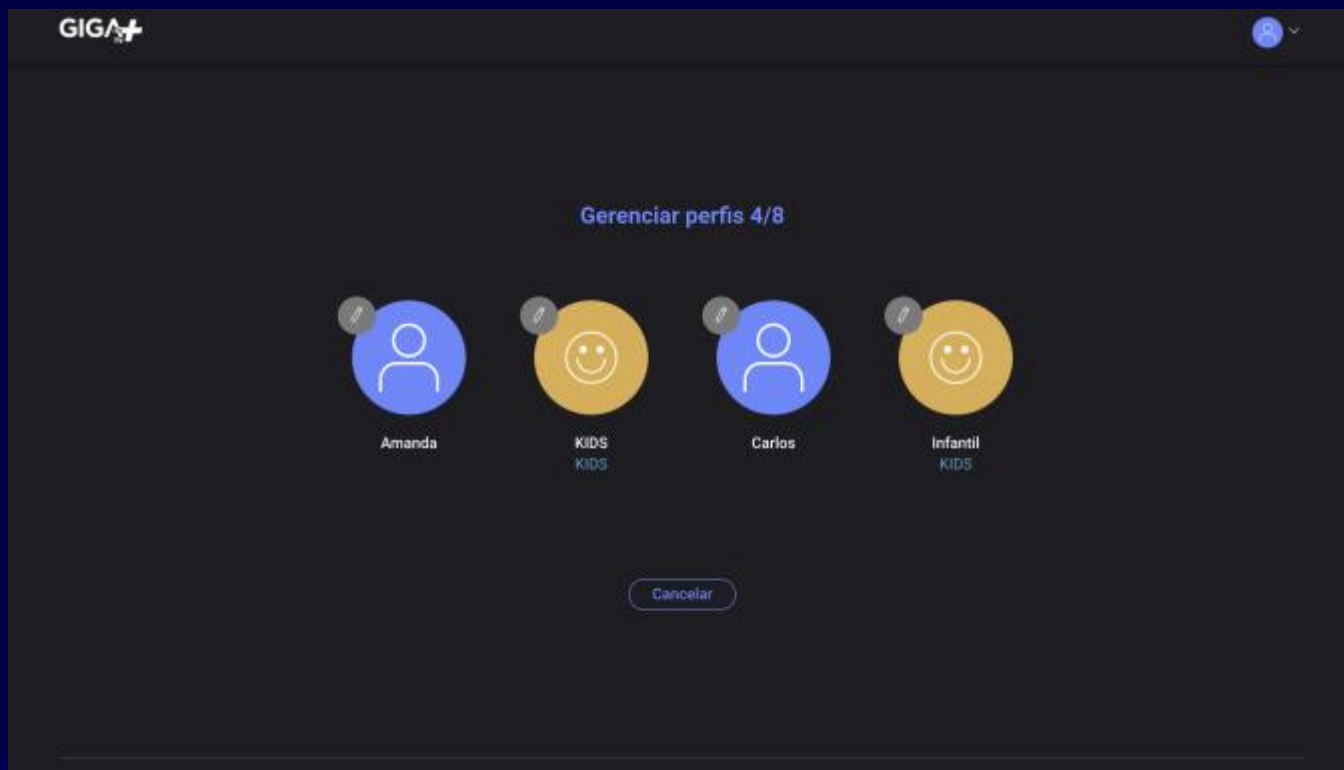 GIGA+
Gerenciar perfis 4/8
Amanda
KIDS
Carlos
Infantil
KIDS
KIDS
Cancelar